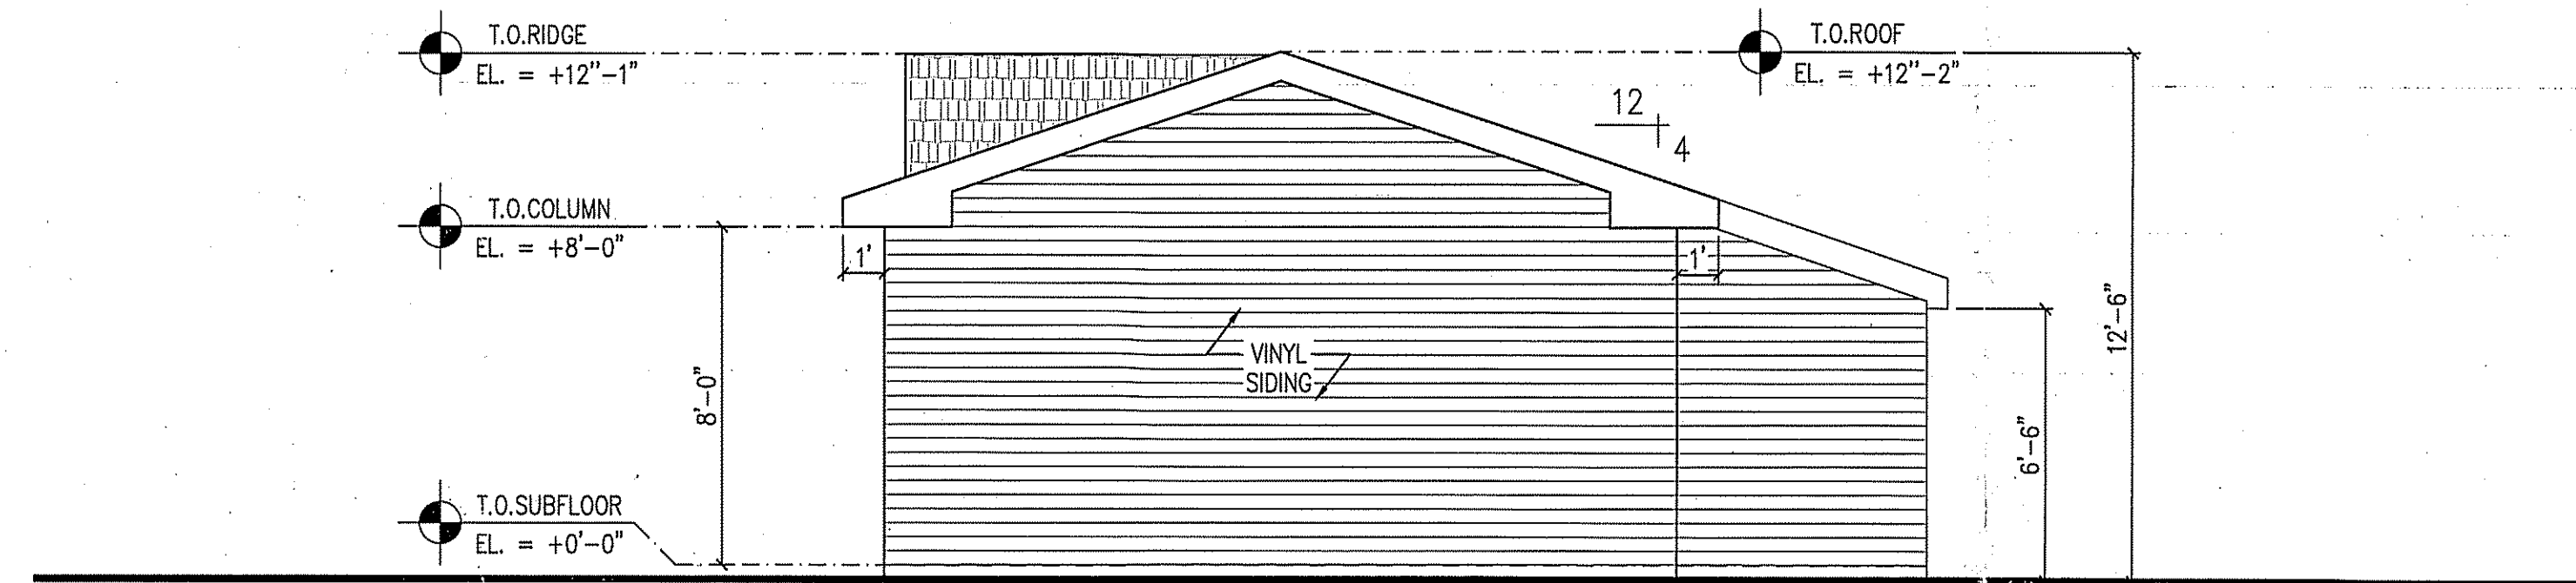 T.O.RIDGE
EL. = +12"-1"
T.O.ROOF
EL. = +12"-2"
12
4
T.O.COLUMN
EL. = +8'-0"
1'
1'
VINYL
SIDING
8'-0"
12'-6"
6'-6"
T.O.SUBFLOOR
EL. = +0'-0"